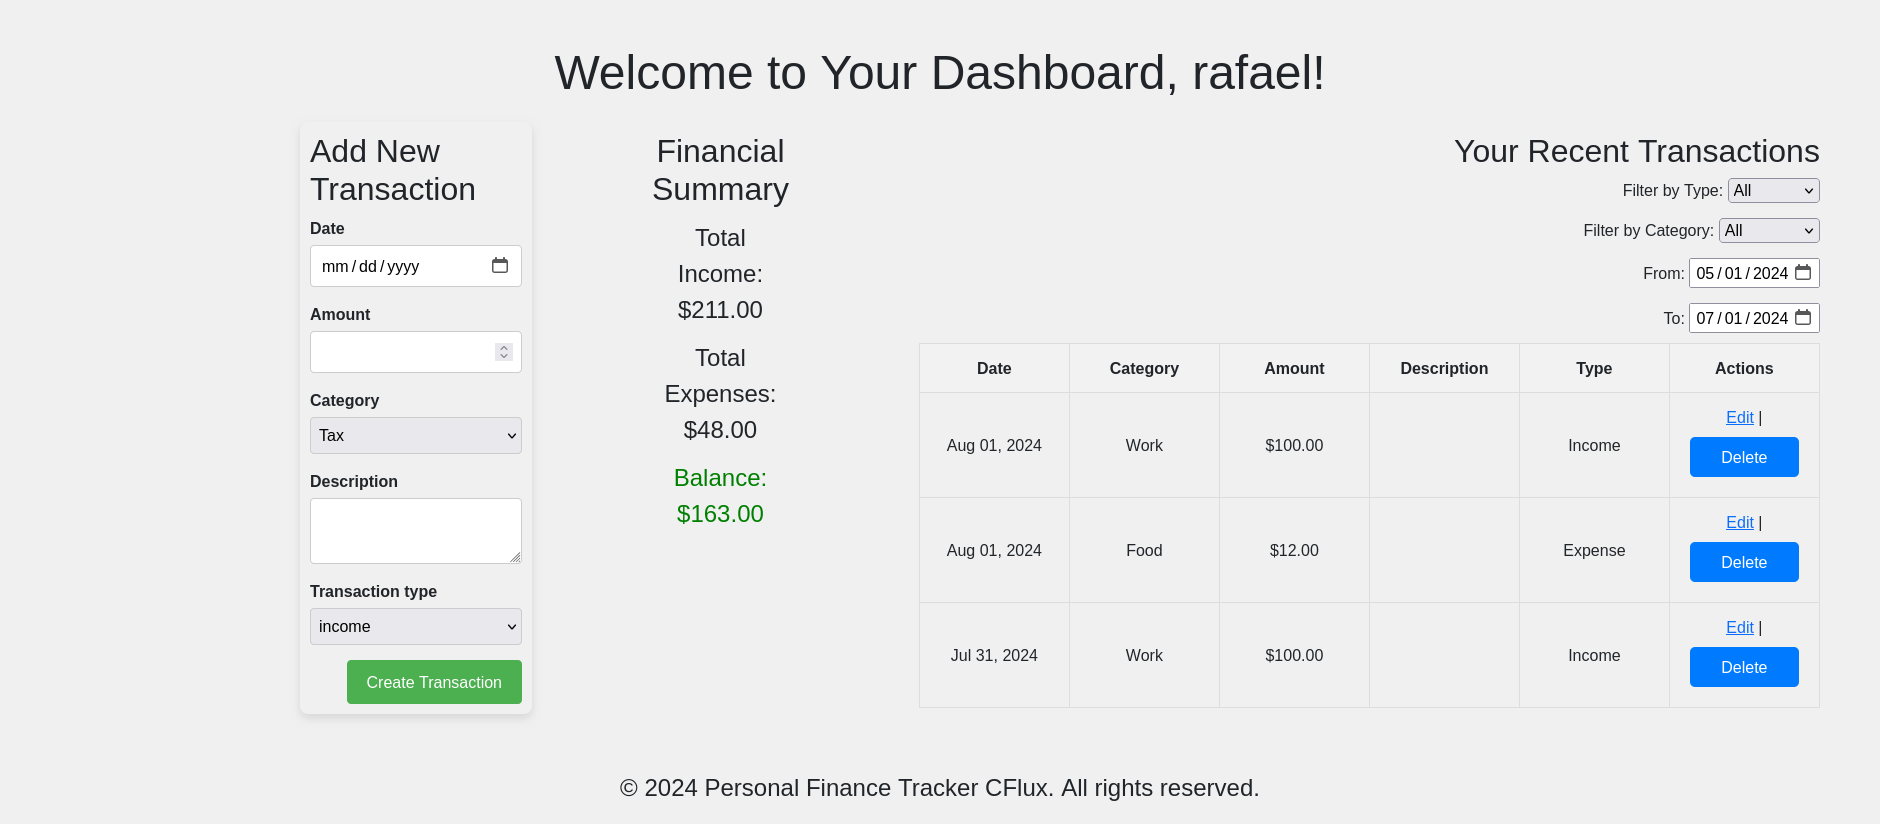 Welcome to Your Dashboard, rafael!
Add New
Transaction
Date
mm/dd/yyyy
Amount
Category
Tax
Description
Transaction type
income
Create Transaction
Financial
Summary
Total
Income:
$211.00
Total
Expenses:
$48.00
Balance:
$163.00
Your Recent Transactions
Filter by Type: All
Filter by Category: All
From: 05/01/2024
To: 07/01/2024
Date Category Amount Description Type Actions
Aug 01, 2024 Work $100.00 Income Edit |
Delete
Aug 01, 2024 Food $12.00 Expense Edit |
Delete
Jul 31, 2024 Work $100.00 Income Edit |
Delete
© 2024 Personal Finance Tracker CFlux. All rights reserved.